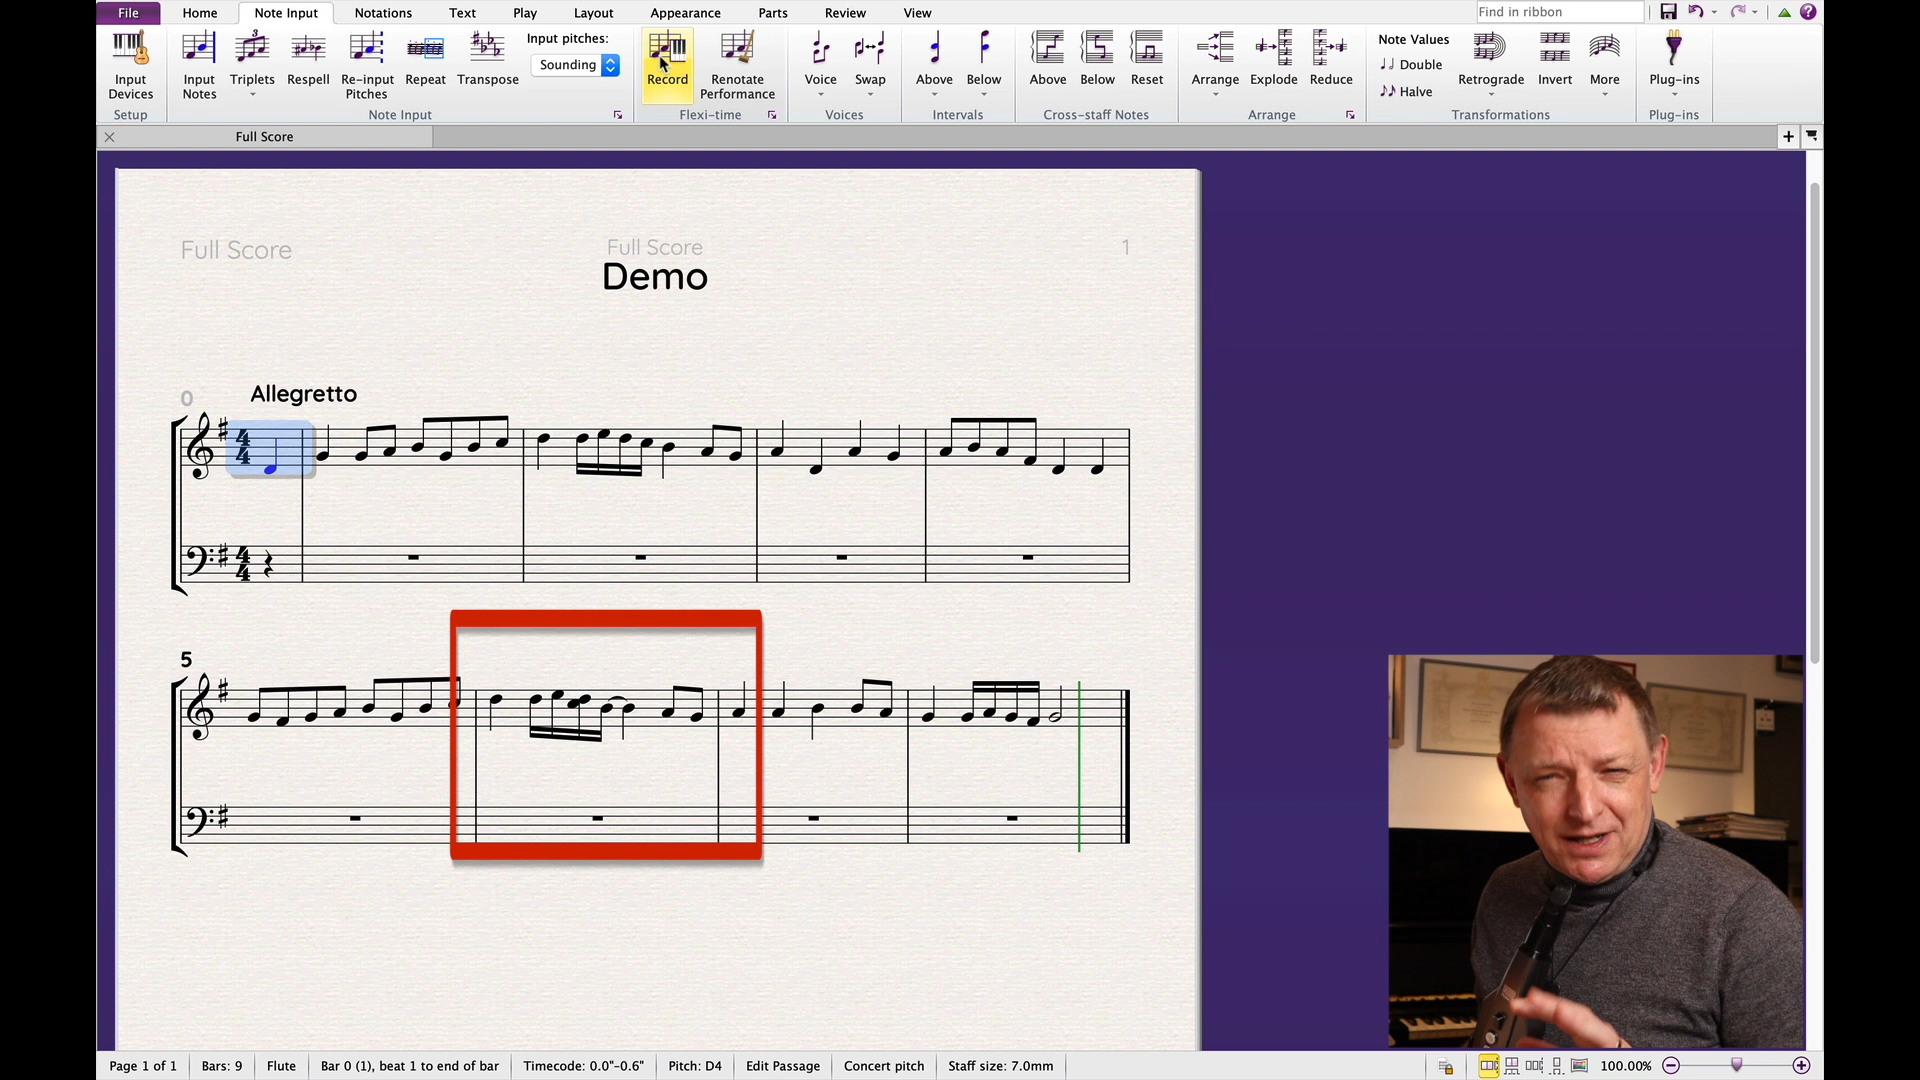 File Home Note Input Notations Text Play Layout Appearance Parts Review View Find in ribbon
Input Devices
Setup
Input Notes
Triplets
3
Respell
Re-input Pitches
Repeat
Transpose
Input pitches:
Sounding
Note Input
Record
Renotate Performance
Flexi-time
Voice
Swap
Voices
Above
Below
Intervals
Above
Below
Reset
Cross-staff Notes
Arrange
Explode
Reduce
Arrange
Note Values
Double
Halve
Retrograde
Invert
More
Transformations
Plug-ins
Plug-ins
Full Score
Full Score
Full Score
1
Demo
0
Allegretto
4
4
4
4
5
Page 1 of 1 Bars: 9 Flute Bar 0 (1), beat 1 to end of bar Timecode: 0.0"-0.6" Pitch: D4 Edit Passage Concert pitch Staff size: 7.0mm 100.00%